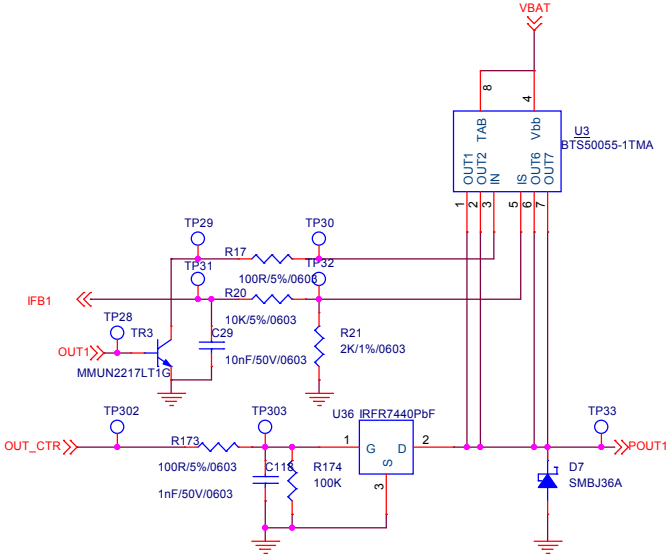 VBAT
8
4
TAB
Vbb
U3
BTS50055-1TMA
OUT1
OUT2
IN
IS
OUT6
OUT7
1
2
3
5
6
7
TP29
TP30
R17
100R/5%/0603
TP31
TP32
IFB1
R20
10K/5%/0603
TP28
TR3
C29
R21
2K/1%/0603
OUT1
10nF/50V/0603
MMUN2217LT1G
TP302
TP303
U36 IRFR7440PbF
TP33
OUT_CTR
R173
1
G
D
2
POUT1
100R/5%/0603
C118
R174
100K
S
3
D7
SMBJ36A
1nF/50V/0603